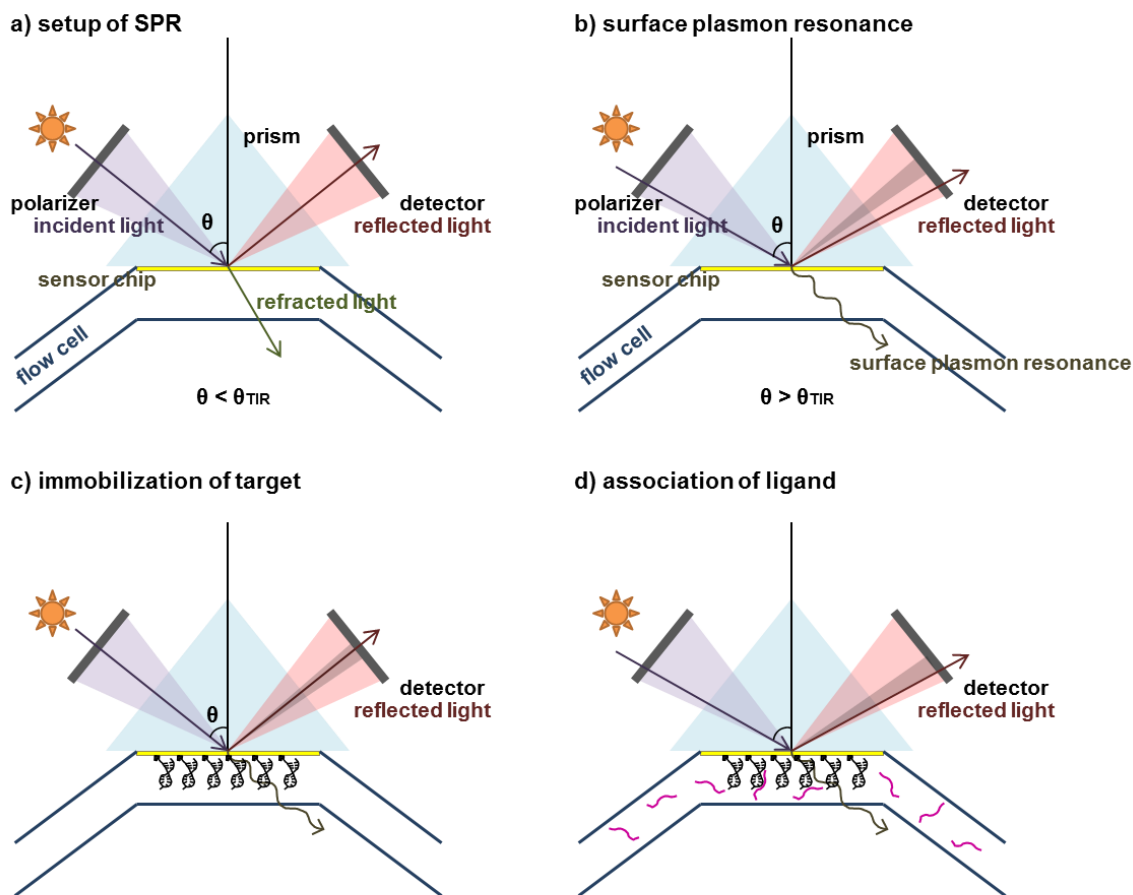 a) setup of SPR
prism
polarizer
incident light
θ
detector
reflected light
sensor chip
refracted light
flow cell
θ < θTIR
b) surface plasmon resonance
prism
polarizer
incident light
θ
detector
reflected light
sensor chip
surface plasmon resonance
flow cell
θ > θTIR
c) immobilization of target
θ
detector
reflected light
d) association of ligand
detector
reflected light